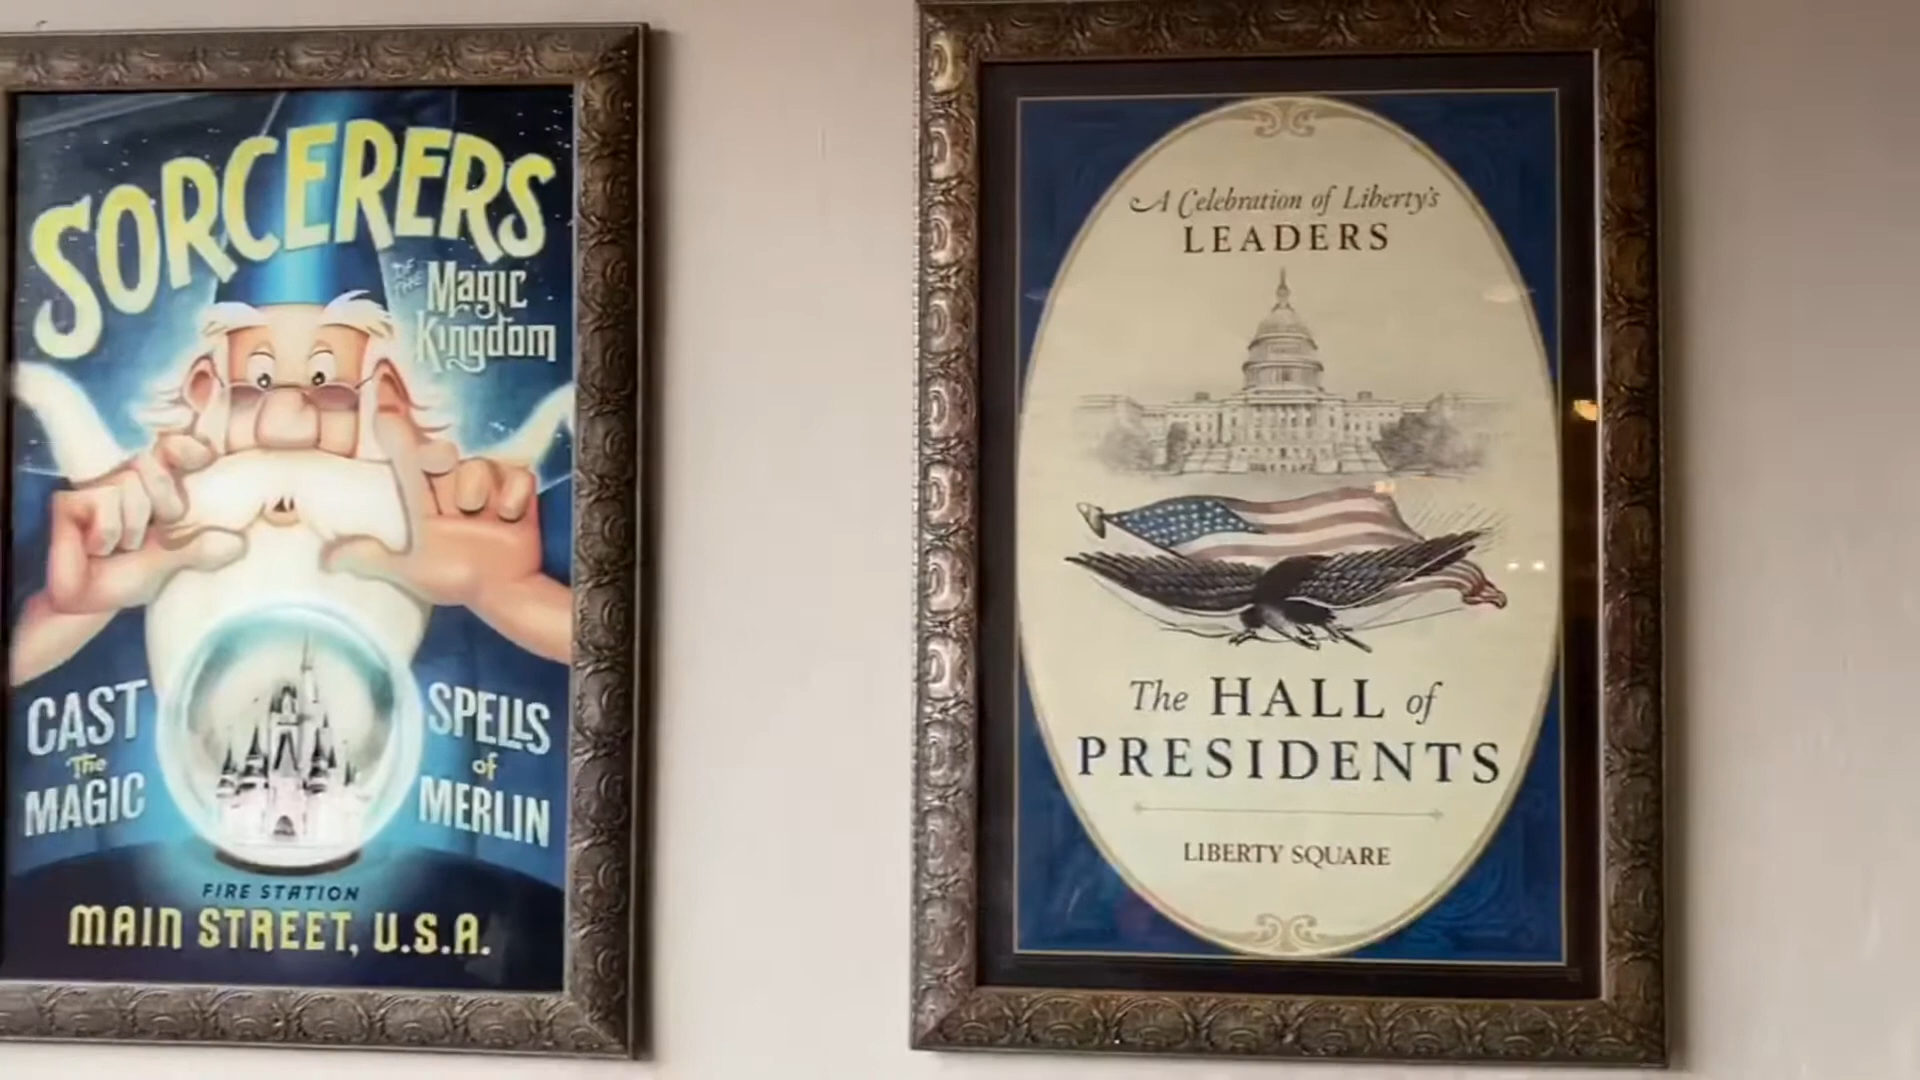 SORCERERS
OF THE Magic
Kingdom
CAST SPELLS
The of
MAGIC MERLIN
FIRE STATION
MAIN STREET, U.S.A.
A Celebration of Liberty's
LEADERS
The HALL of
PRESIDENTS
LIBERTY SQUARE